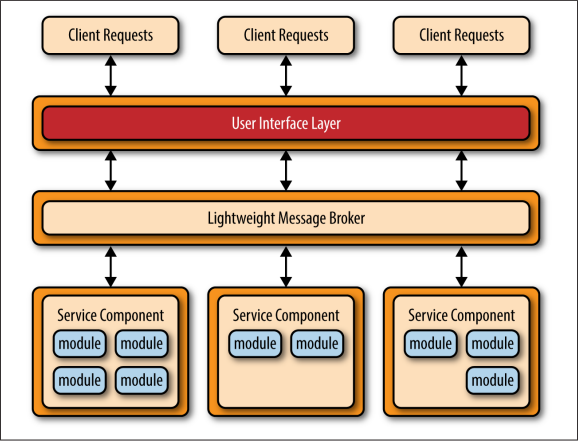 Client Requests Client Requests Client Requests
User Interface Layer
Lightweight Message Broker
Service Component Service Component Service Component
module module module module module module
module module module